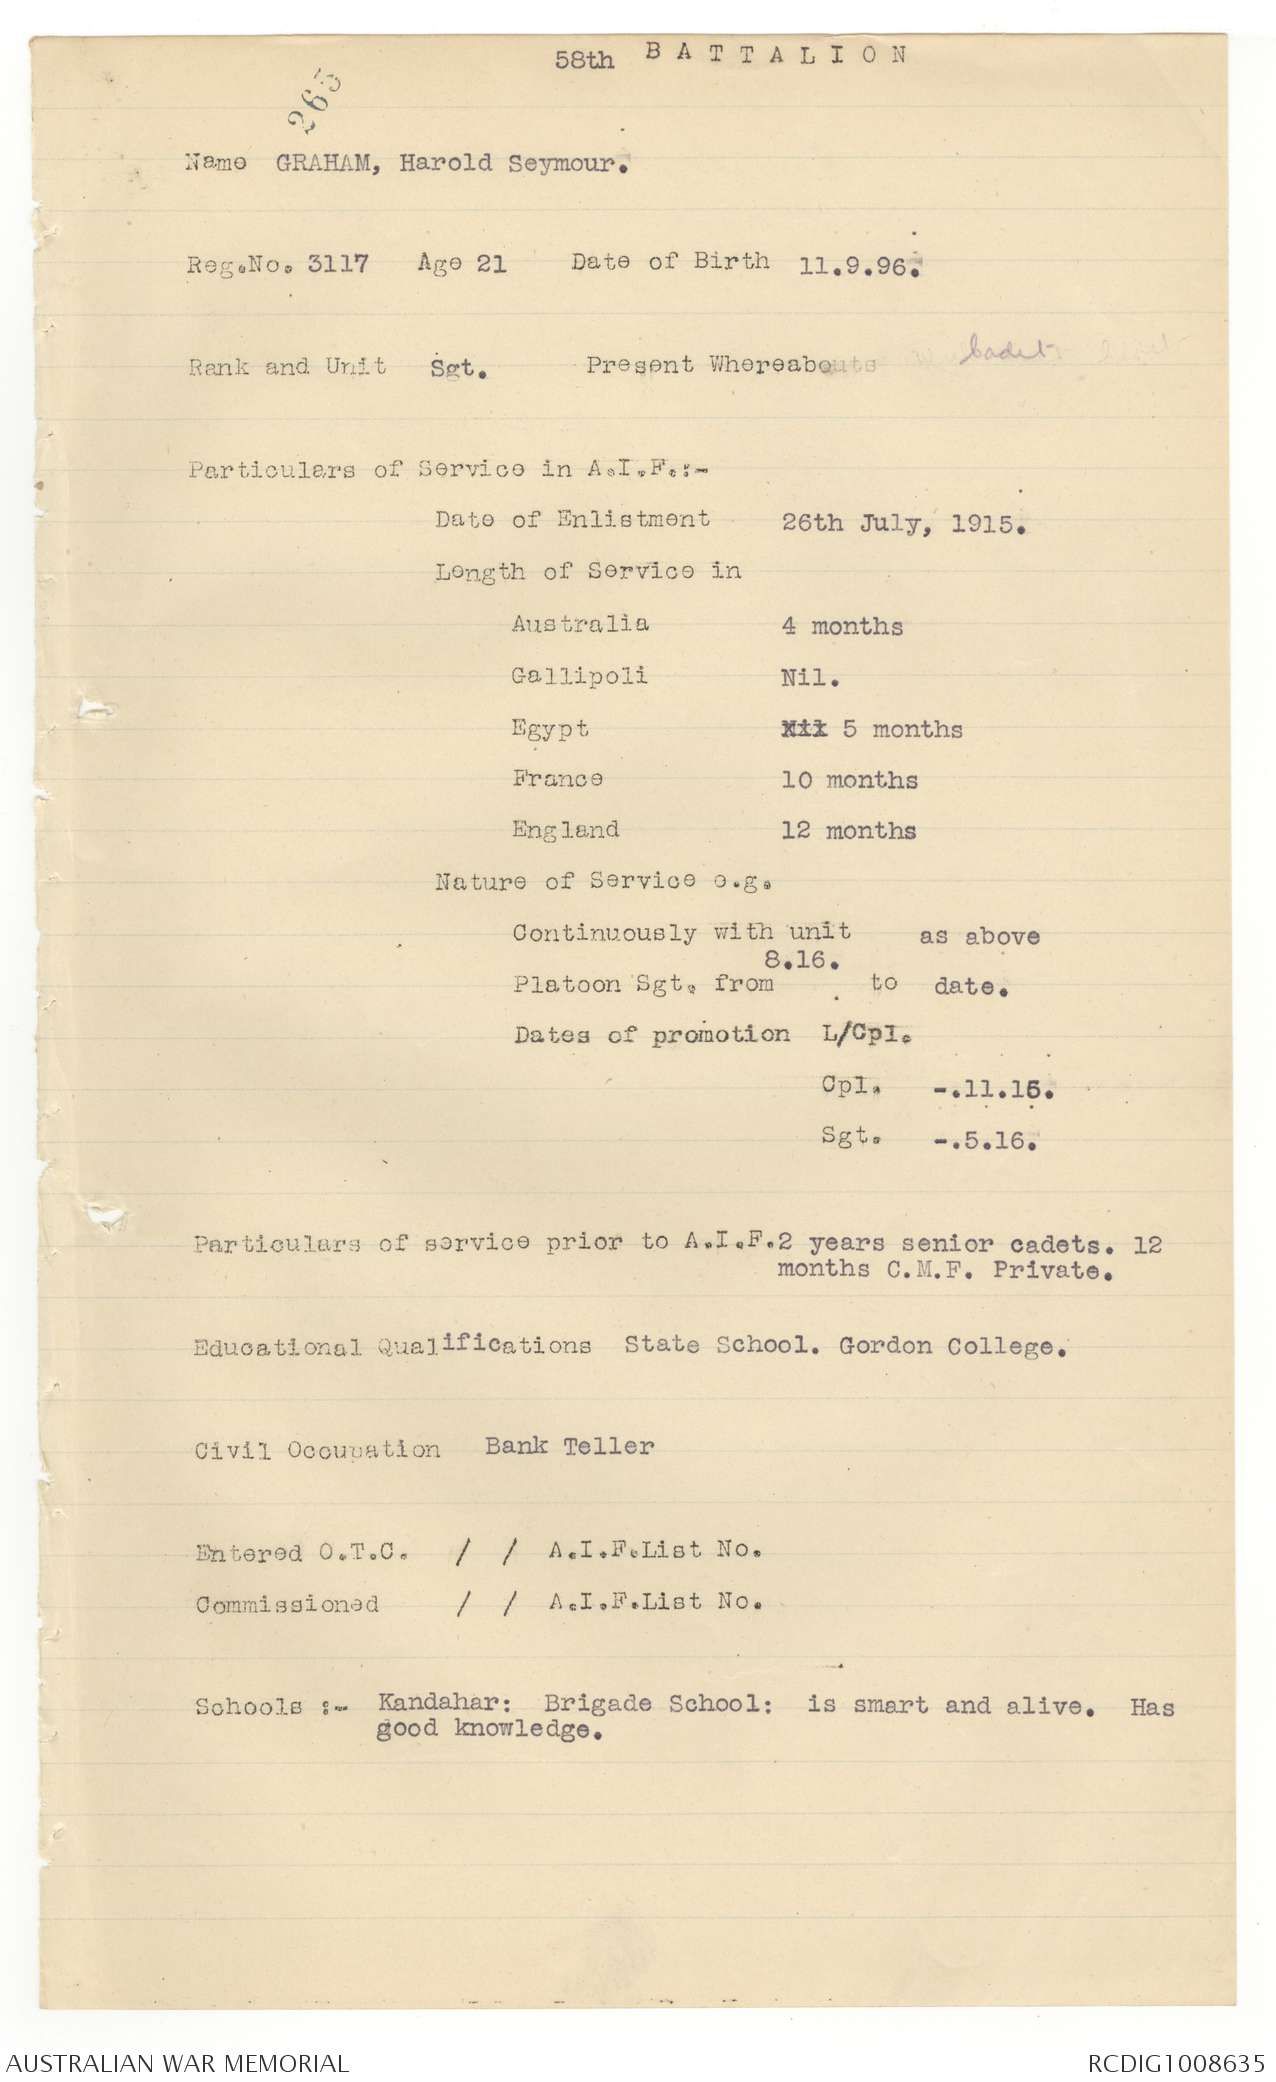 58th BATTALION
265
Name GRAHAM, Harold Seymour.
Reg.No. 3117 Age 21 Date of Birth 11.9.96.
Rank and Unit Sgt. Present Whereabouts Cadet
Particulars of Service in A.I.F.:-
Date of Enlistment 26th July, 1915.
Length of Service in
Australia 4 months
Gallipoli Nil.
Egypt Nil 5 months
France 10 months
England 12 months
Nature of Service e.g.
Continuously with unit as above
8.16.
Platoon Sgt. from to date.
Dates of promotion L/Cpl.
Cpl. -.11.15.
Sgt. -.5.16.
Particulars of service prior to A.I.F.2 years senior cadets. 12
months C.M.F. Private.
Educational Qualifications State School. Gordon College.
Civil Occupation Bank Teller
Entered O.T.C. / / A.I.F.List No.
Commissioned / / A.I.F.List No.
Schools :- Kandahar: Brigade School: is smart and alive. Has
good knowledge.
AUSTRALIAN WAR MEMORIAL RCDIG1008635